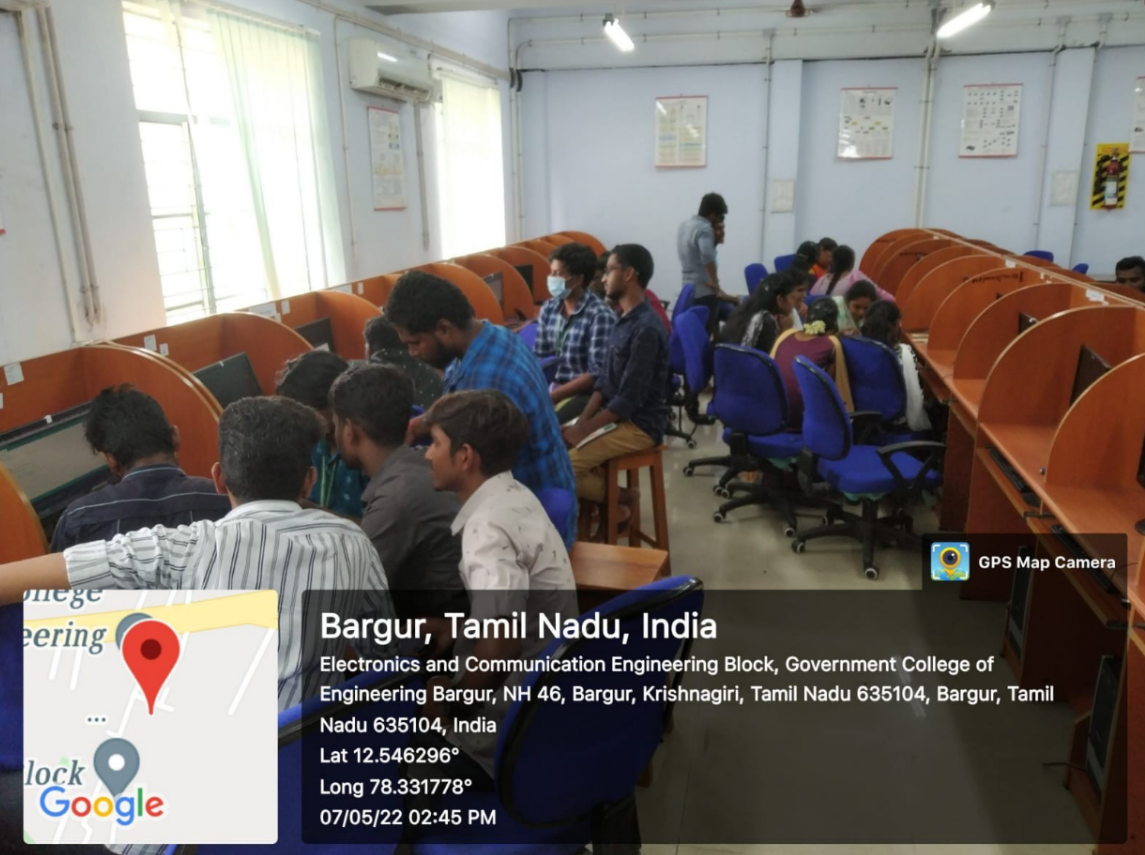 GPS Map Camera
ollege
eering
...
lock
Google
Bargur, Tamil Nadu, India
Electronics and Communication Engineering Block, Government College of
Engineering Bargur, NH 46, Bargur, Krishnagiri, Tamil Nadu 635104, Bargur, Tamil
Nadu 635104, India
Lat 12.546296°
Long 78.331778°
07/05/22 02:45 PM